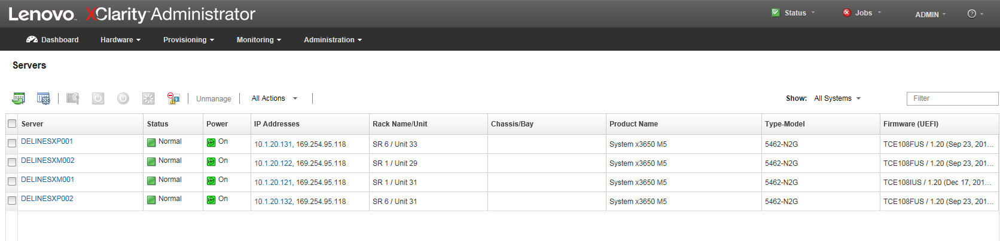 Lenovo™ XClarity™ Administrator Status Jobs ADMIN ?
Dashboard Hardware Provisioning Monitoring Administration
Servers
Unmanage All Actions Show: All Systems Filter
Server Status Power IP Addresses Rack Name/Unit Chassis/Bay Product Name Type-Model Firmware (UEFI)
DELINESXP001 Normal On 10.1.20.131, 169.254.95.118 SR 6 / Unit 33 System x3650 M5 5462-N2G TCE108FUS / 1.20 (Sep 23, 201...
DELINESXM002 Normal On 10.1.20.122, 169.254.95.118 SR 1 / Unit 29 System x3650 M5 5462-N2G TCE108FUS / 1.20 (Sep 23, 201...
DELINESXM001 Normal On 10.1.20.121, 169.254.95.118 SR 1 / Unit 31 System x3650 M5 5462-N2G TCE108IUS / 1.20 (Dec 17, 201...
DELINESXP002 Normal On 10.1.20.132, 169.254.95.118 SR 6 / Unit 31 System x3650 M5 5462-N2G TCE108FUS / 1.20 (Sep 23, 201...